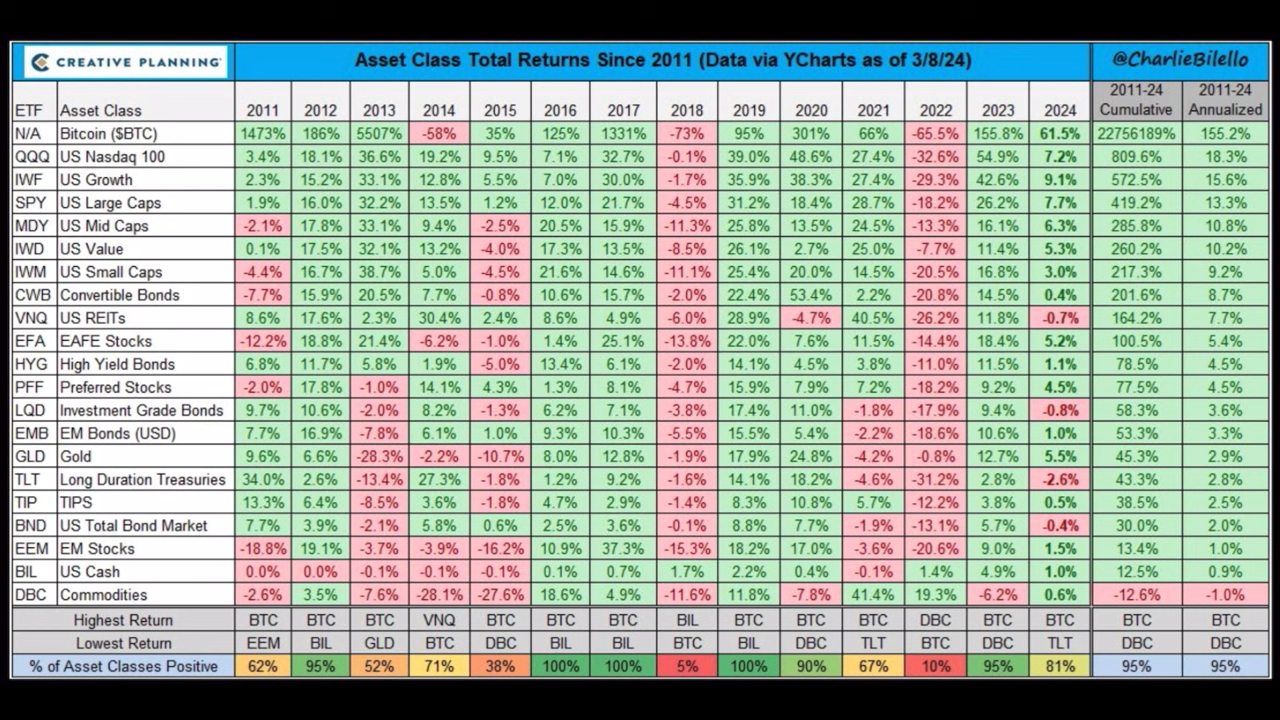 CREATIVE PLANNING
Asset Class Total Returns Since 2011 (Data via YCharts as of 3/8/24)
@CharlieBilello
ETF Asset Class 2011 2012 2013 2014 2015 2016 2017 2018 2019 2020 2021 2022 2023 2024 2011-24 Cumulative 2011-24 Annualized
N/A Bitcoin ($BTC) 1473% 186% 5507% -58% 35% 125% 1331% -73% 95% 301% 66% -65.5% 155.8% 61.5% 22756189% 155.2%
QQQ US Nasdaq 100 3.4% 18.1% 36.6% 19.2% 9.5% 7.1% 32.7% -0.1% 39.0% 48.6% 27.4% -32.6% 54.9% 7.2% 809.6% 18.3%
IWF US Growth 2.3% 15.2% 33.1% 12.8% 5.5% 7.0% 30.0% -1.7% 35.9% 38.3% 27.4% -29.3% 42.6% 9.1% 572.5% 15.6%
SPY US Large Caps 1.9% 16.0% 32.2% 13.5% 1.2% 12.0% 21.7% -4.5% 31.2% 18.4% 28.7% -18.2% 26.2% 7.7% 419.2% 13.3%
MDY US Mid Caps -2.1% 17.8% 33.1% 9.4% -2.5% 20.5% 15.9% -11.3% 25.8% 13.5% 24.5% -13.3% 16.1% 6.3% 285.8% 10.8%
IWD US Value 0.1% 17.5% 32.1% 13.2% -4.0% 17.3% 13.5% -8.5% 26.1% 2.7% 25.0% -7.7% 11.4% 5.3% 260.2% 10.2%
IWM US Small Caps -4.4% 16.7% 38.7% 5.0% -4.5% 21.6% 14.6% -11.1% 25.4% 20.0% 14.5% -20.5% 16.8% 3.0% 217.3% 9.2%
CWB Convertible Bonds -7.7% 15.9% 20.5% 7.7% -0.8% 10.6% 15.7% -2.0% 22.4% 53.4% 2.2% -20.8% 14.5% 0.4% 201.6% 8.7%
VNQ US REITs 8.6% 17.6% 2.3% 30.4% 2.4% 8.6% 4.9% -6.0% 28.9% -4.7% 40.5% -26.2% 11.8% -0.7% 164.2% 7.7%
EFA EAFE Stocks -12.2% 18.8% 21.4% -6.2% -1.0% 1.4% 25.1% -13.8% 22.0% 7.6% 11.5% -14.4% 18.4% 5.2% 100.5% 5.4%
HYG High Yield Bonds 6.8% 11.7% 5.8% 1.9% -5.0% 13.4% 6.1% -2.0% 14.1% 4.5% 3.8% -11.0% 11.5% 1.1% 78.5% 4.5%
PFF Preferred Stocks -2.0% 17.8% -1.0% 14.1% 4.3% 1.3% 8.1% -4.7% 15.9% 7.9% 7.2% -18.2% 9.2% 4.5% 77.5% 4.5%
LQD Investment Grade Bonds 9.7% 10.6% -2.0% 8.2% -1.3% 6.2% 7.1% -3.8% 17.4% 11.0% -1.8% -17.9% 9.4% -0.8% 58.3% 3.6%
EMB EM Bonds (USD) 7.7% 16.9% -7.8% 6.1% 1.0% 9.3% 10.3% -5.5% 15.5% 5.4% -2.2% -18.6% 10.6% 1.0% 53.3% 3.3%
GLD Gold 9.6% 6.6% -28.3% -2.2% -10.7% 8.0% 12.8% -1.9% 17.9% 24.8% -4.2% -0.8% 12.7% 5.5% 45.3% 2.9%
TLT Long Duration Treasuries 34.0% 2.6% -13.4% 27.3% -1.8% 1.2% 9.2% -1.6% 14.1% 18.2% -4.6% -31.2% 2.8% -2.6% 43.3% 2.8%
TIP TIPS 13.3% 6.4% -8.5% 3.6% -1.8% 4.7% 2.9% -1.4% 8.3% 10.8% 5.7% -12.2% 3.8% 0.5% 38.5% 2.5%
BND US Total Bond Market 7.7% 3.9% -2.1% 5.8% 0.6% 2.5% 3.6% -0.1% 8.8% 7.7% -1.9% -13.1% 5.7% -0.4% 30.0% 2.0%
EEM EM Stocks -18.8% 19.1% -3.7% -3.9% -16.2% 10.9% 37.3% -15.3% 18.2% 17.0% -3.6% -20.6% 9.0% 1.5% 13.4% 1.0%
BIL US Cash 0.0% 0.0% -0.1% -0.1% -0.1% 0.1% 0.7% 1.7% 2.2% 0.4% -0.1% 1.4% 4.9% 1.0% 12.5% 0.9%
DBC Commodities -2.6% 3.5% -7.6% -28.1% -27.6% 18.6% 4.9% -11.6% 11.8% -7.8% 41.4% 19.3% -6.2% 0.6% -12.6% -1.0%
Highest Return BTC BTC BTC VNQ BTC BTC BTC BIL BTC BTC BTC DBC BTC BTC BTC BTC
Lowest Return EEM BIL GLD BTC DBC BIL BIL BTC BIL DBC TLT BTC DBC TLT DBC DBC
% of Asset Classes Positive 62% 95% 52% 71% 38% 100% 100% 5% 100% 90% 67% 10% 95% 81% 95% 95%